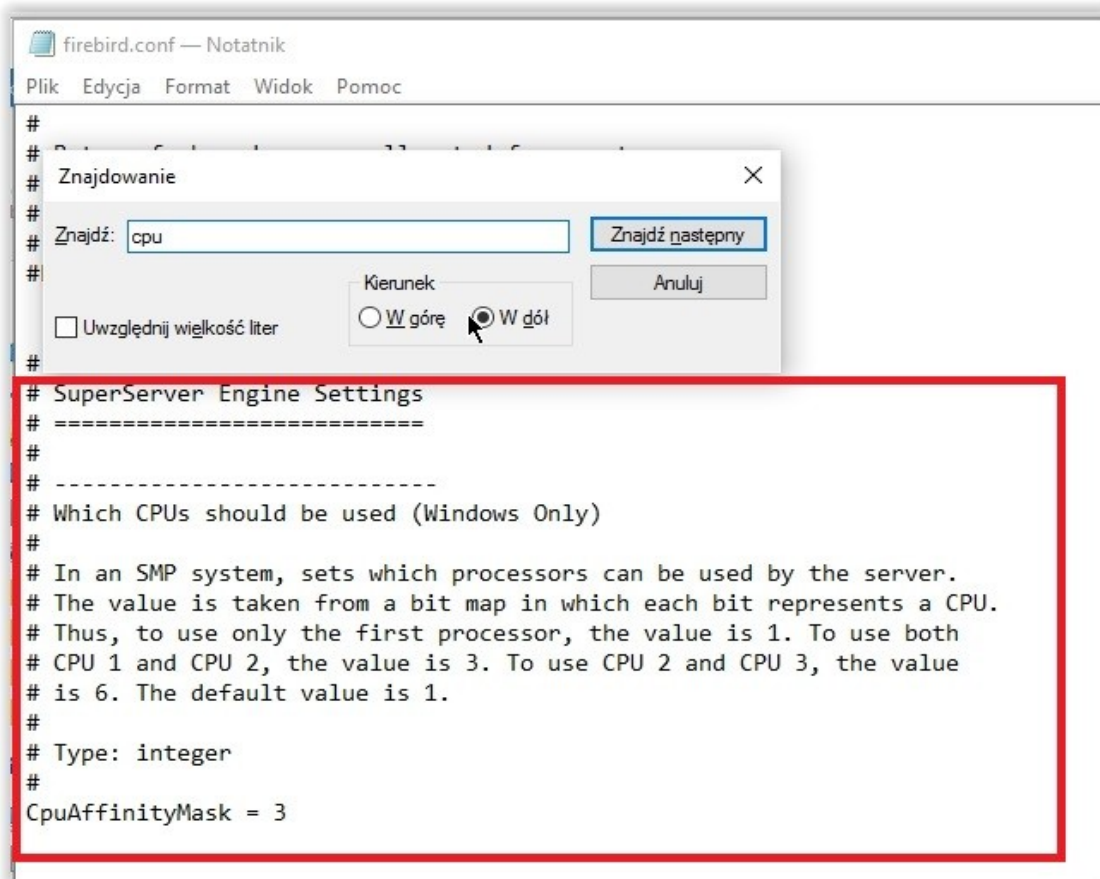 firebird.conf — Notatnik
Plik Edycja Format Widok Pomoc
#
#
Znajdowanie
#
#
Znajdź: cpu Znajdź następny
#
#
Kierunek Anuluj
Uwzględnij wielkość liter W górę W dół
#
# SuperServer Engine Settings
# ===========================
#
# ----------------------------
# Which CPUs should be used (Windows Only)
#
# In an SMP system, sets which processors can be used by the server.
# The value is taken from a bit map in which each bit represents a CPU.
# Thus, to use only the first processor, the value is 1. To use both
# CPU 1 and CPU 2, the value is 3. To use CPU 2 and CPU 3, the value
# is 6. The default value is 1.
#
# Type: integer
#
CpuAffinityMask = 3